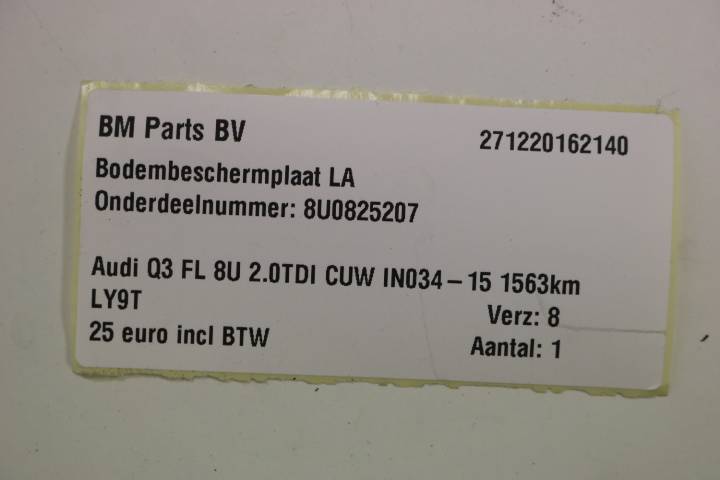 BM Parts BV 271220162140
Bodembeschermplaat LA
Onderdeelnummer: 8U0825207
Audi Q3 FL 8U 2.0TDI CUW IN034-15 1563km
LY9T Verz: 8
25 euro incl BTW Aantal: 1